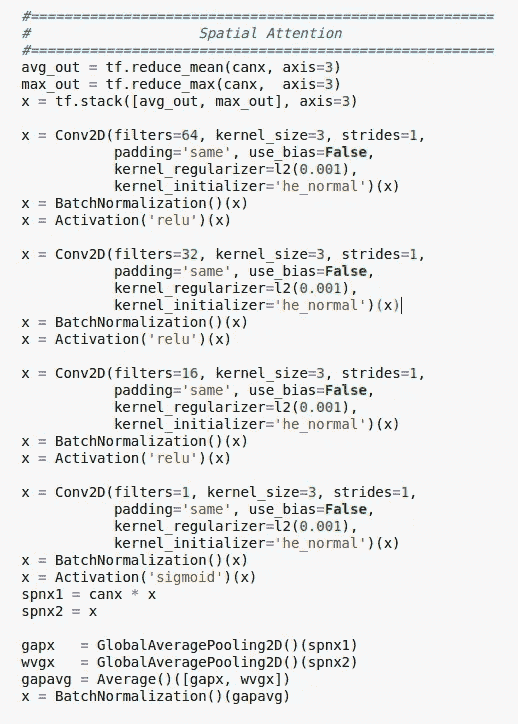 #=======================================================
#                    Spatial Attention
#=======================================================
avg_out = tf.reduce_mean(canx, axis=3)
max_out = tf.reduce_max(canx,  axis=3)
x = tf.stack([avg_out, max_out], axis=3)

x = Conv2D(filters=64, kernel_size=3, strides=1,
           padding='same', use_bias=False,
           kernel_regularizer=l2(0.001),
           kernel_initializer='he_normal')(x)
x = BatchNormalization()(x)
x = Activation('relu')(x)

x = Conv2D(filters=32, kernel_size=3, strides=1,
           padding='same', use_bias=False,
           kernel_regularizer=l2(0.001),
           kernel_initializer='he_normal')(x)
x = BatchNormalization()(x)
x = Activation('relu')(x)

x = Conv2D(filters=16, kernel_size=3, strides=1,
           padding='same', use_bias=False,
           kernel_regularizer=l2(0.001),
           kernel_initializer='he_normal')(x)
x = BatchNormalization()(x)
x = Activation('relu')(x)

x = Conv2D(filters=1, kernel_size=3, strides=1,
           padding='same', use_bias=False,
           kernel_regularizer=l2(0.001),
           kernel_initializer='he_normal')(x)
x = BatchNormalization()(x)
x = Activation('sigmoid')(x)
spnx1 = canx * x
spnx2 = x

gapx   = GlobalAveragePooling2D()(spnx1)
wvgx   = GlobalAveragePooling2D()(spnx2)
gapavg = Average()([gapx, wvgx])
x = BatchNormalization()(gapavg)